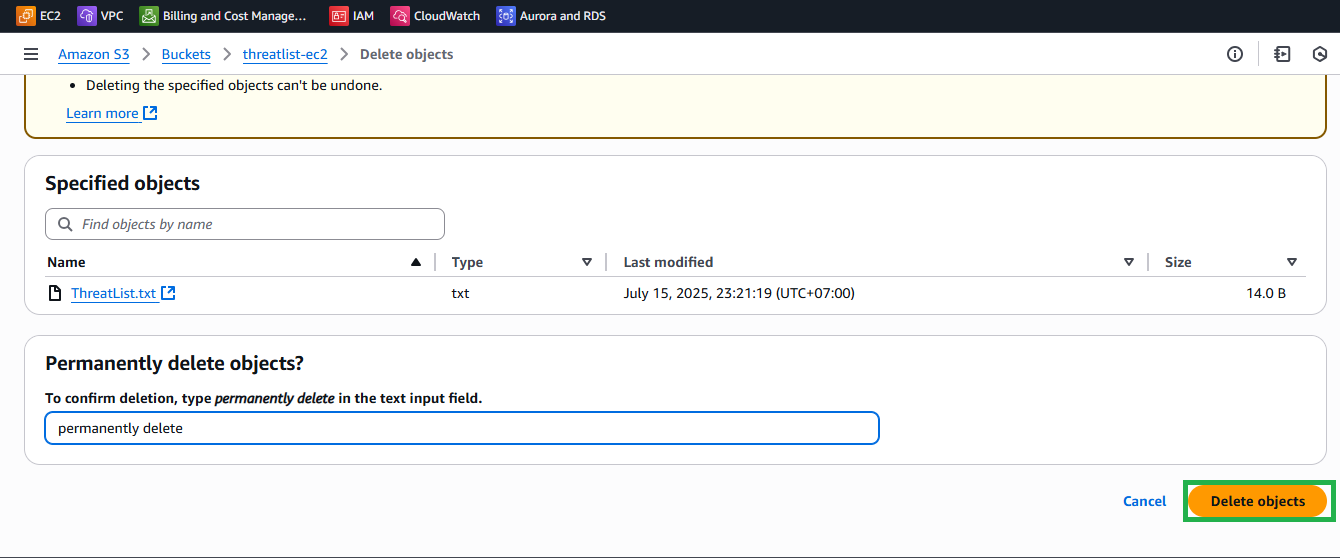 EC2 VPC Billing and Cost Manage... IAM CloudWatch Aurora and RDS
Amazon S3 > Buckets > threatlist-ec2 > Delete objects
• Deleting the specified objects can't be undone.
Learn more
Specified objects
Find objects by name
Name Type Last modified Size
ThreatList.txt txt July 15, 2025, 23:21:19 (UTC+07:00) 14.0 B
Permanently delete objects?
To confirm deletion, type permanently delete in the text input field.
permanently delete
Cancel Delete objects